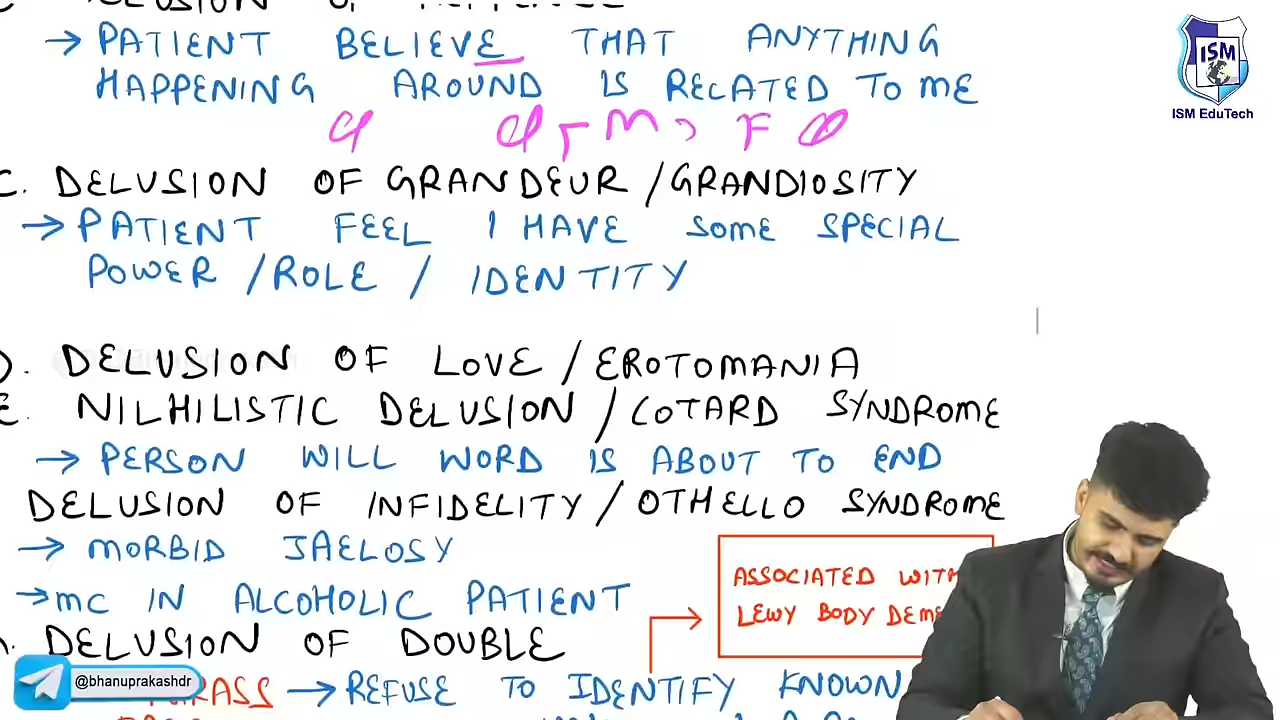 → PATIENT BELIEVE THAT ANYTHING
HAPPENING AROUND IS RELATED TO ME
C. DELUSION OF GRANDEUR / GRANDIOSITY
→ PATIENT FEEL I HAVE SOME SPECIAL
POWER / ROLE / IDENTITY
D. DELUSION OF LOVE / EROTOMANIA
E. NILHILISTIC DELUSION / COTARD SYNDROME
→ PERSON WILL WORD IS ABOUT TO END
DELUSION OF INFIDELITY / OTHELLO SYNDROME
→ MORBID JAELOSY
→ MC IN ALCOHOLIC PATIENT
ASSOCIATED WITH
LEWY BODY
DELUSION OF DOUBLE
→ REFUSE TO IDENTIFY KNOWN
@bhanuprakashdr
ISM
ISM EduTech